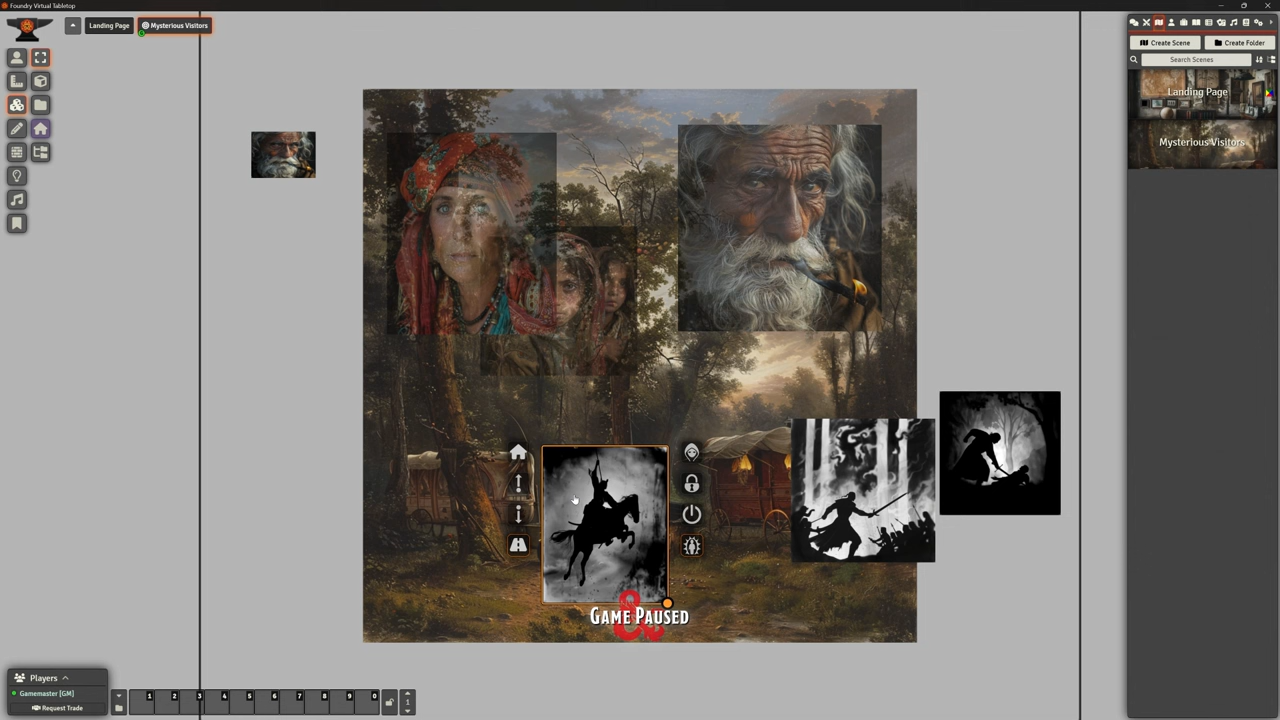 Foundry Virtual Tabletop
Landing Page
Mysterious Visitors
Create Scene
Create Folder
Search Scenes
Landing Page
Mysterious Visitors
&
Game Paused
Players
Gamemaster [GM]
Request Trade
1 2 3 4 5 6 7 8 9 0
1